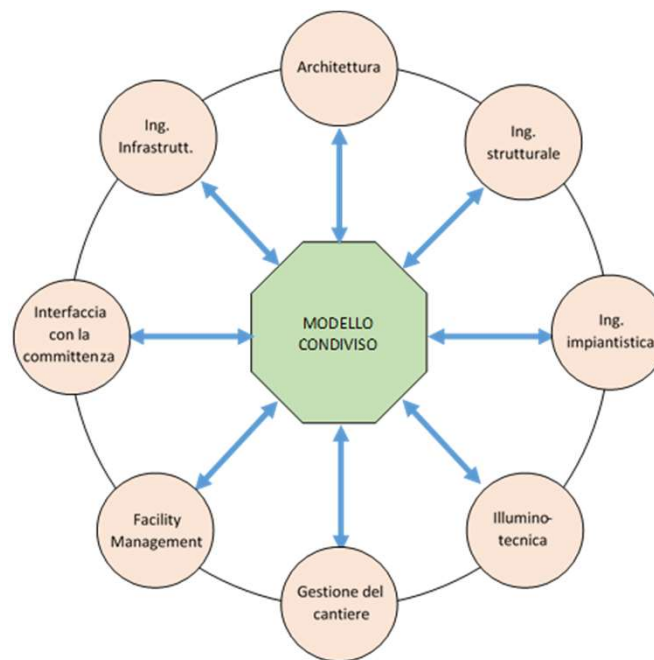 Architettura
Ing.
strutturale
Ing.
impiantistica
Illumino-
tecnica
Gestione del
cantiere
Facility
Management
Interfaccia
con la
committenza
Ing.
Infrastrutt.
MODELLO
CONDIVISO